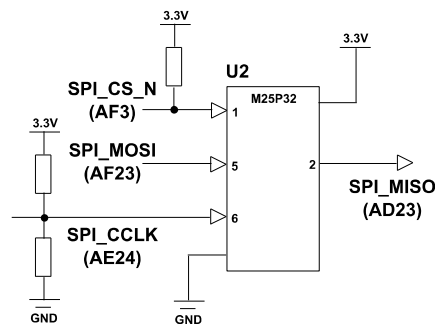 3.3V
3.3V
U2
SPI_CS_N
M25P32
(AF3)
1
3.3V
SPI_MOSI
5
2
(AF23)
SPI_MISO
(AD23)
6
SPI_CCLK
(AE24)
GND
GND